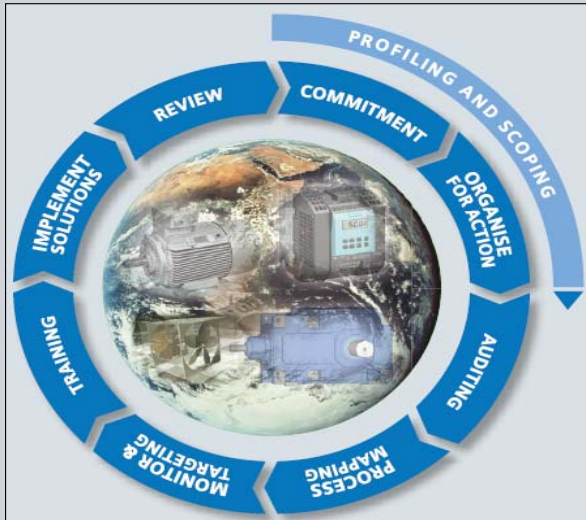 PROFILING AND SCOPING
COMMITMENT
ORGANISE
FOR ACTION
AUDITING
PROCESS
MAPPING
MONITOR &
TARGETING
TRAINING
IMPLEMENT
SOLUTIONS
REVIEW